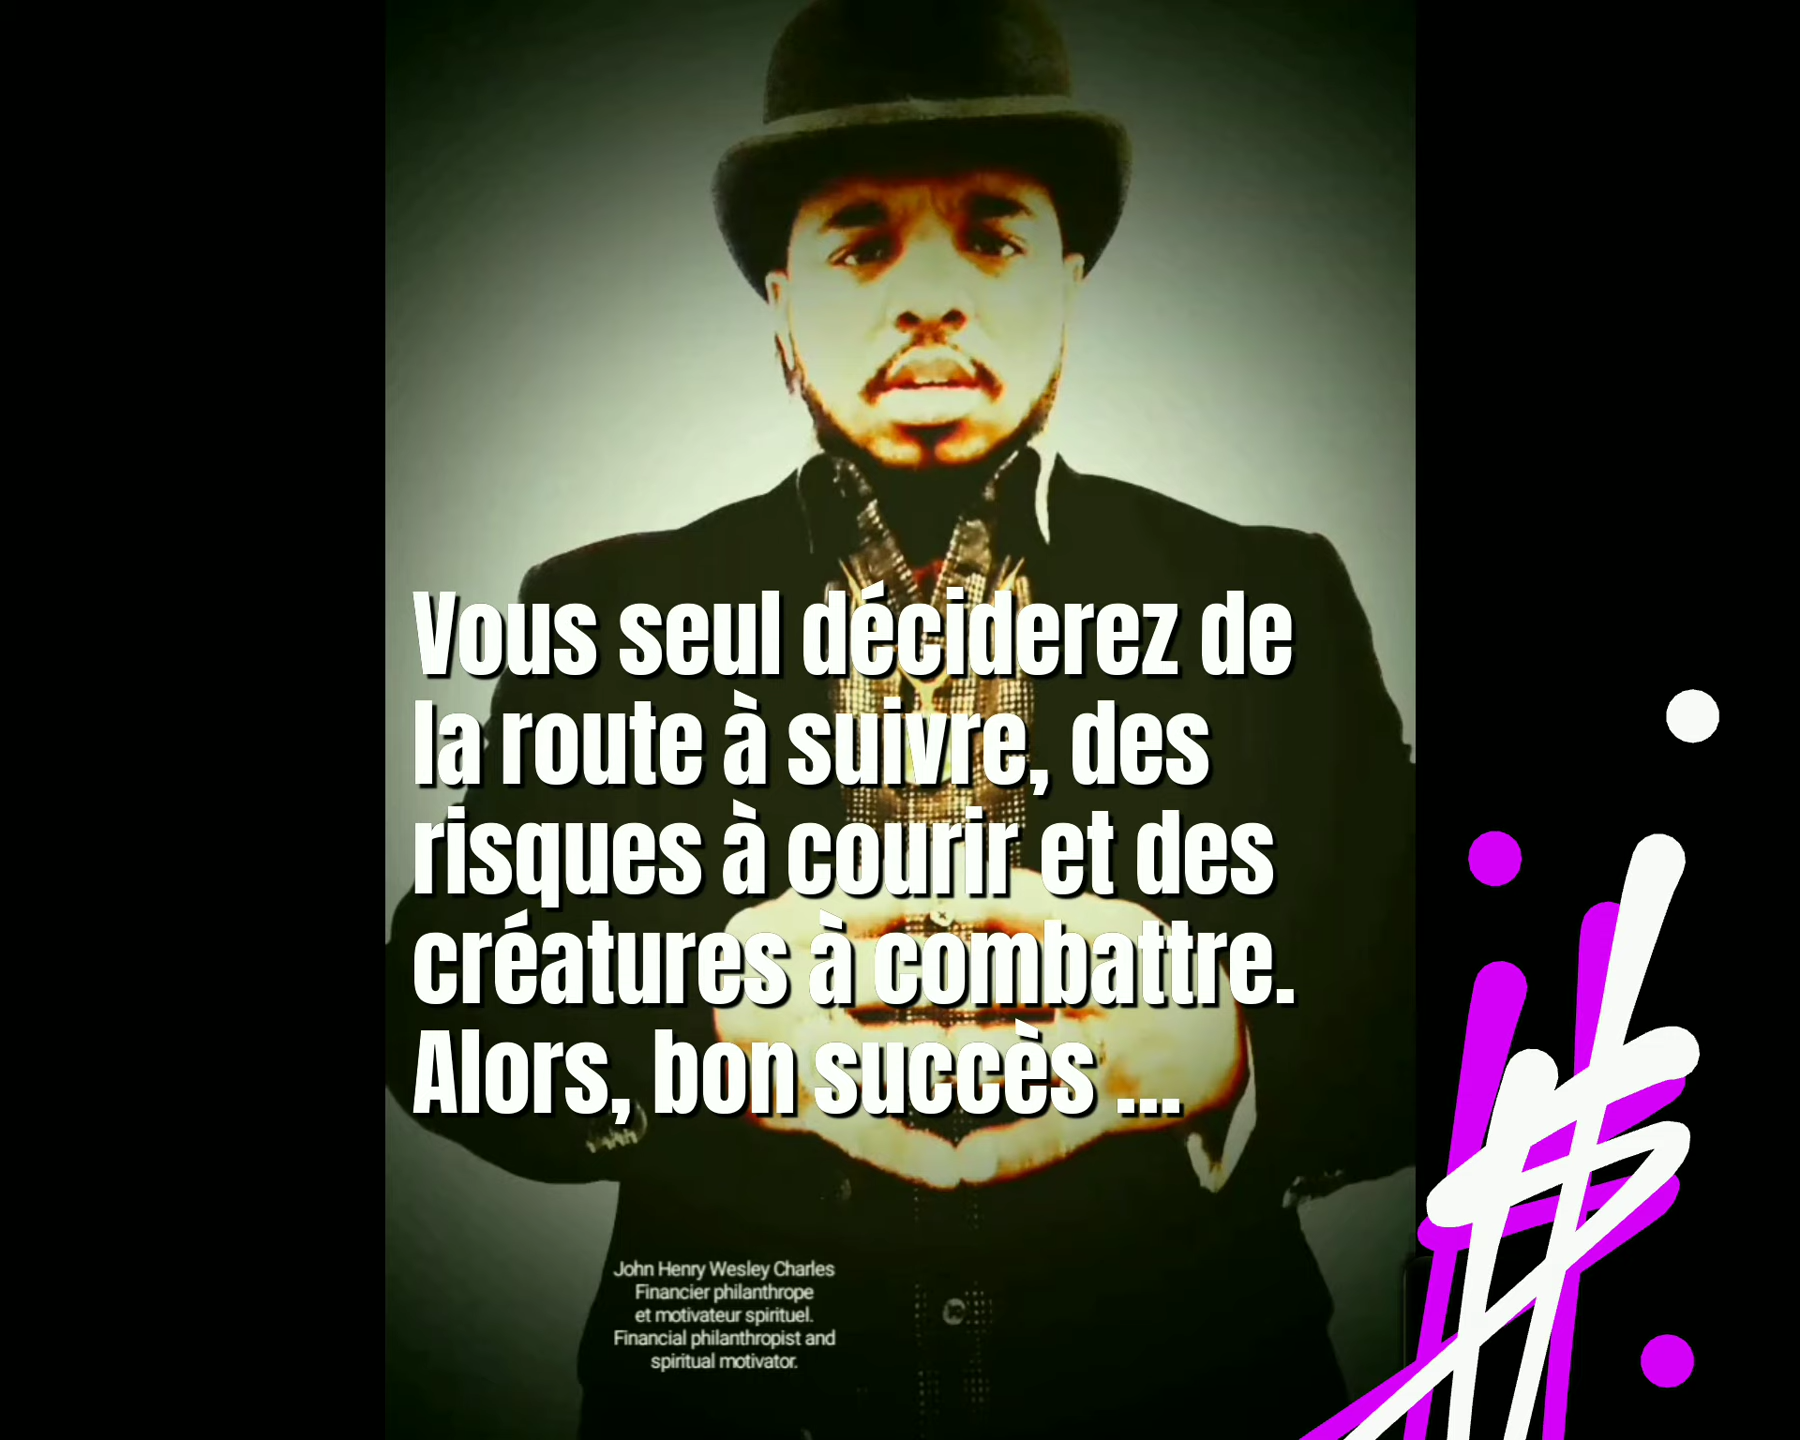 Vous seul déciderez de
la route à suivre, des
risques à courir et des
créatures à combattre.
Alors, bon succès ...
John Henry Wesley Charles
Financier philanthrope
et motivateur spirituel.
Financial philanthropist and
spiritual motivator.